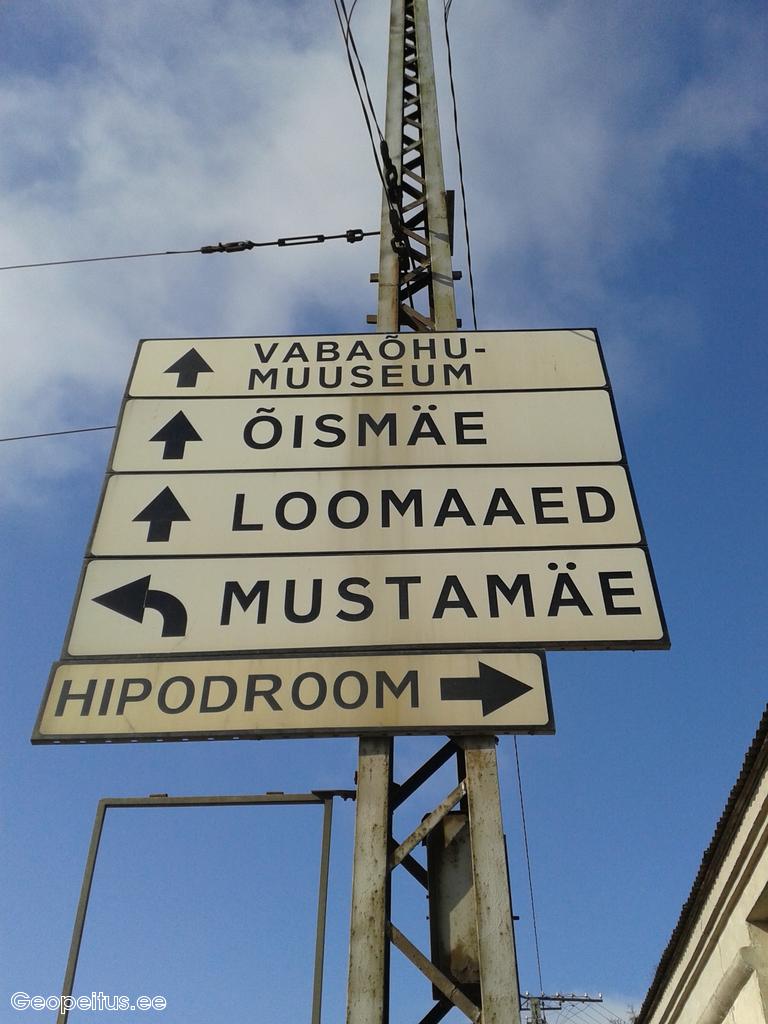 VABAÕHU-
MUUSEUM
ÕISMÄE
LOOMAAED
MUSTAMÄE
HIPODROOM
Geopeitus.ee